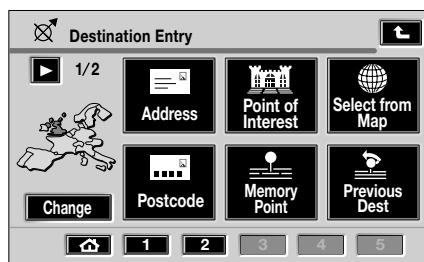 Destination Entry
1/2
Address
Point of
Interest
Select from
Map
Change
Postcode
Memory
Point
Previous
Dest
1
2
3
4
5